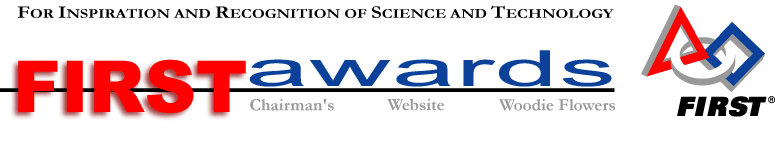 FOR INSPIRATION AND RECOGNITION OF SCIENCE AND TECHNOLOGY
FIRSTawards
Chairman's Website Woodie Flowers
FIRST®